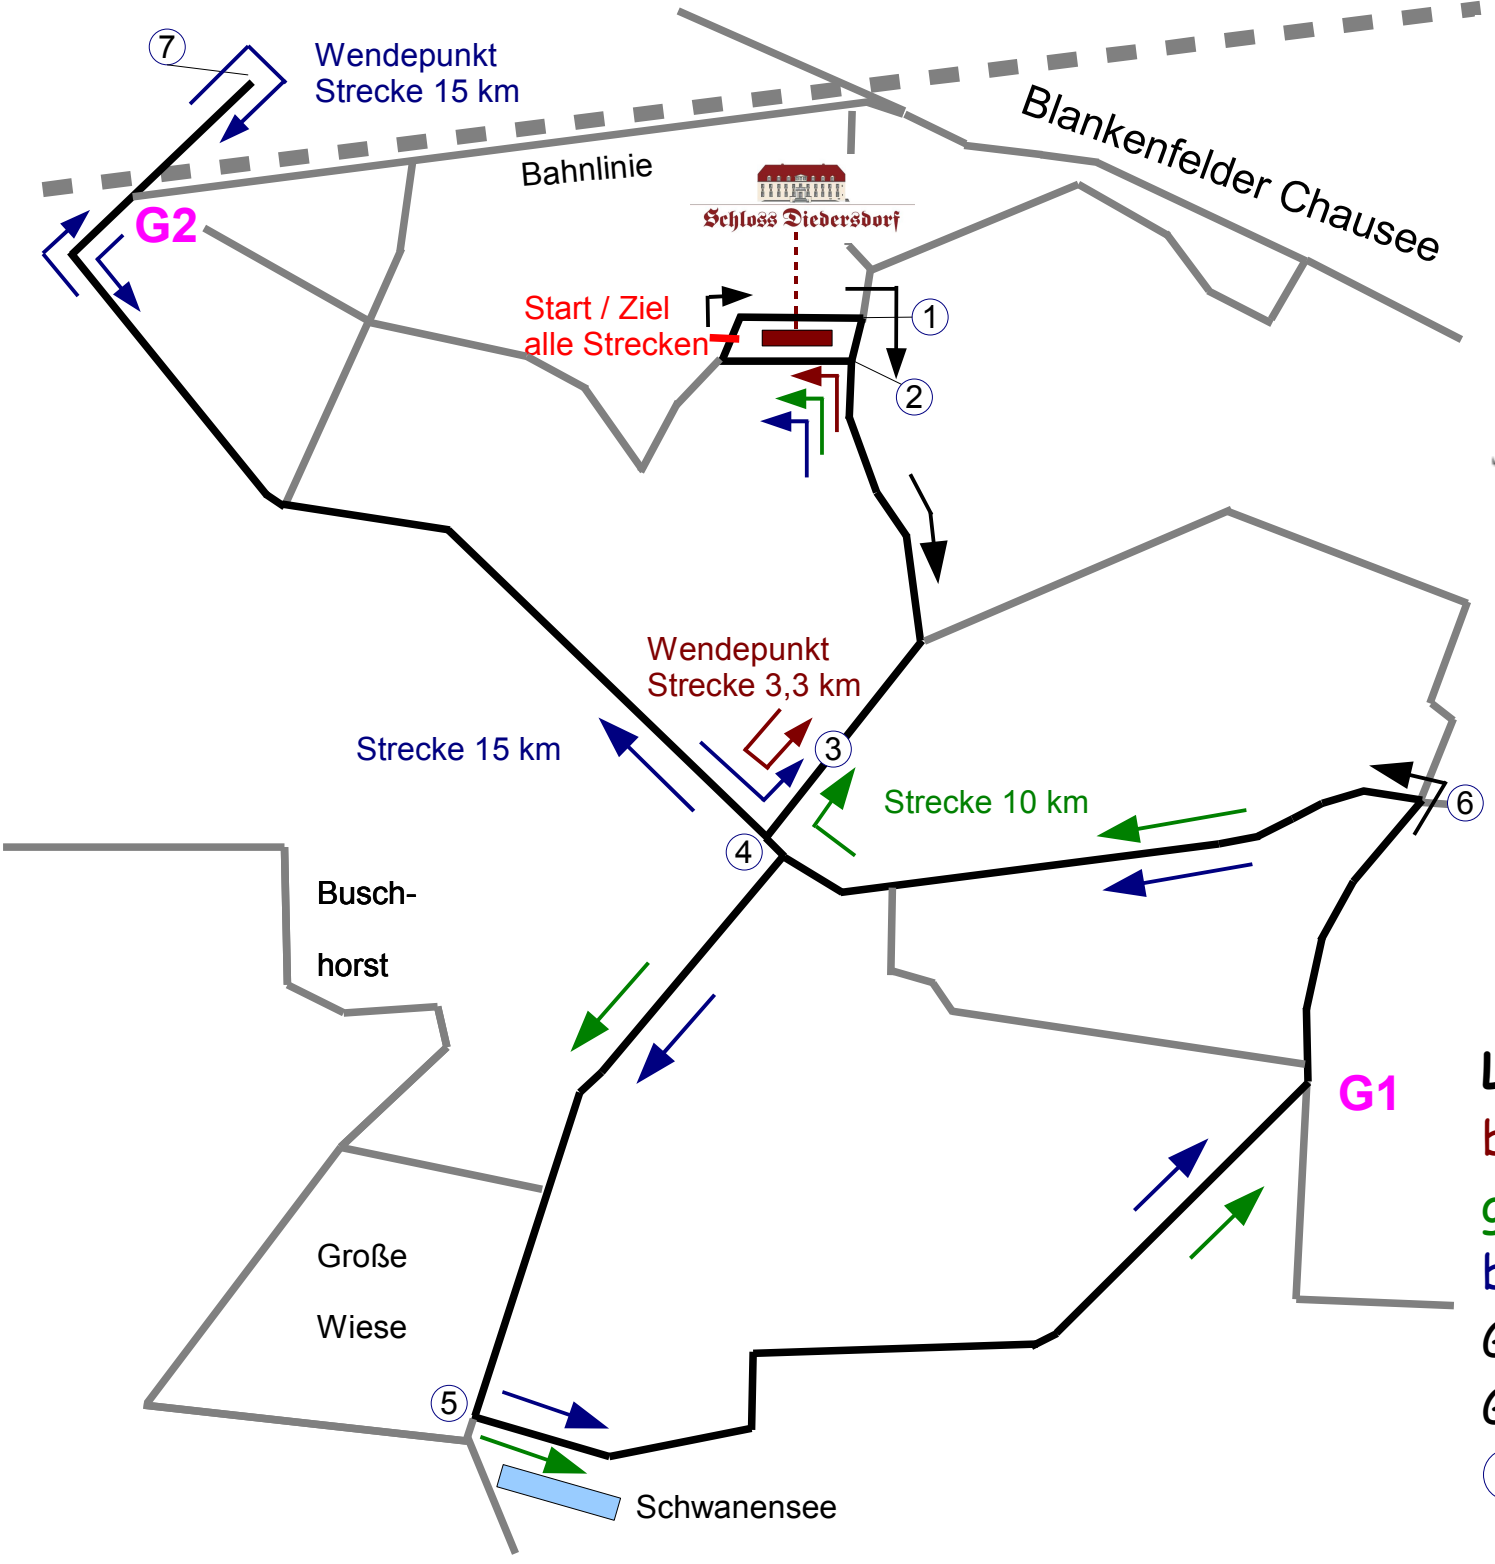 7
Wendepunkt
Strecke 15 km
Blankenfelder Chausee
Bahnlinie
Schloss Diedersdorf
G2
Start / Ziel
alle Strecken
1
2
Wendepunkt
Strecke 3,3 km
Strecke 15 km
3
Strecke 10 km
6
4
Busch-
horst
G1
Große
Wiese
5
Schwanensee